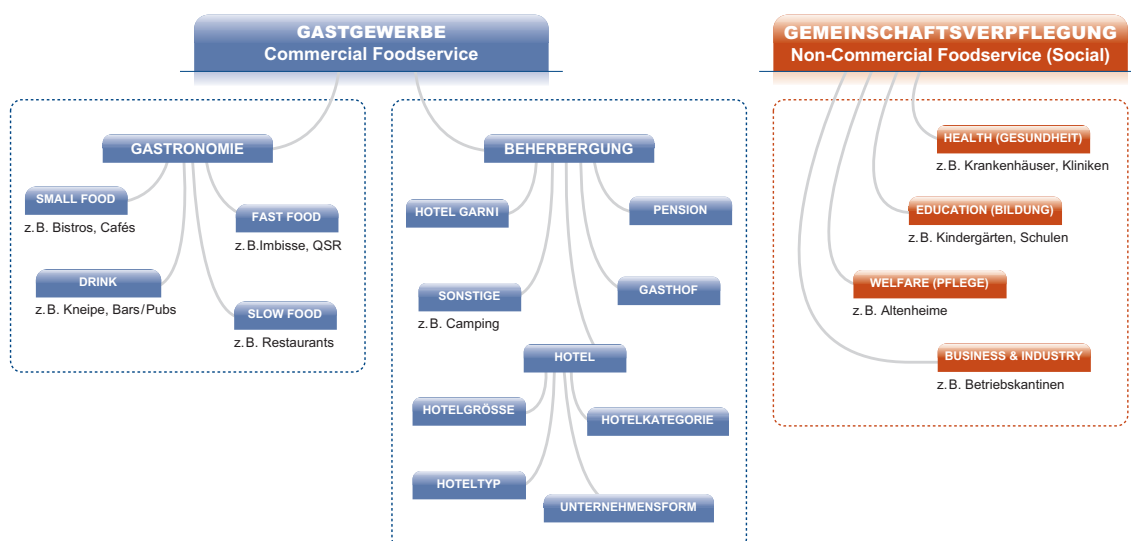 GASTGEWERBE
Commercial Foodservice
GASTRONOMIE
SMALL FOOD
z.B. Bistros, Cafés
FAST FOOD
z.B.Imbisse, QSR
DRINK
z.B. Kneipe, Bars/Pubs
SLOW FOOD
z.B. Restaurants
BEHERBERGUNG
HOTEL GARNI
PENSION
SONSTIGE
z.B. Camping
GASTHOF
HOTEL
HOTELGRÖSSE
HOTELKATEGORIE
HOTELTYP
UNTERNEHMENSFORM
GEMEINSCHAFTSVERPFLEGUNG
Non-Commercial Foodservice (Social)
HEALTH (GESUNDHEIT)
z.B. Krankenhäuser, Kliniken
EDUCATION (BILDUNG)
z.B. Kindergärten, Schulen
WELFARE (PFLEGE)
z.B. Altenheime
BUSINESS & INDUSTRY
z.B. Betriebskantinen